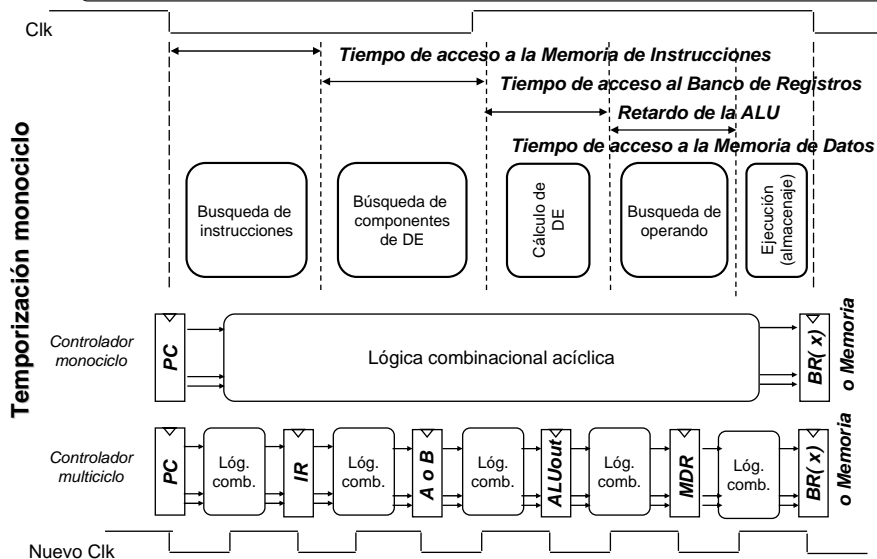 Clk
Tiempo de acceso a la Memoria de Instrucciones
Tiempo de acceso al Banco de Registros
Retardo de la ALU
Tiempo de acceso a la Memoria de Datos
Temporización monociclo
Busqueda de
instrucciones
Búsqueda de
componentes
de DE
Cálculo de
DE
Busqueda de
operando
Ejecución
(almacenaje)
Controlador
monociclo
PC
Lógica combinacional acíclica
BR( x)
o Memoria
Controlador
multiciclo
PC
Lóg.
comb.
IR
Lóg.
comb.
A o B
Lóg.
comb.
ALUout
Lóg.
comb.
MDR
Lóg.
comb.
BR( x)
o Memoria
Nuevo Clk